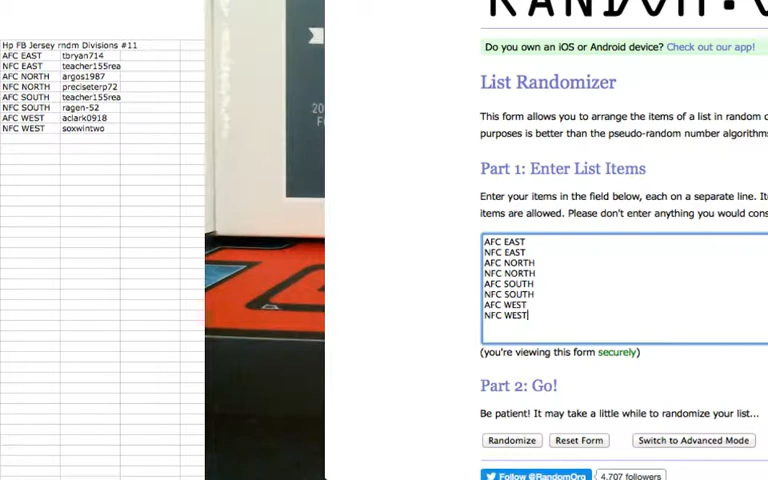 Hp FB Jersey rndm Divisions #11
AFC EAST tbryan714
NFC EAST teacher155rea
AFC NORTH argos1987
NFC NORTH preciseterp72
AFC SOUTH teacher155rea
NFC SOUTH ragen-52
AFC WEST aclark0918
NFC WEST soxwintwo
20
Do you own an iOS or Android device? Check out our app!
List Randomizer
This form allows you to arrange the items of a list in random
purposes is better than the pseudo-random number algorithms
Part 1: Enter List Items
Enter your items in the field below, each on a separate line.
items are allowed. Please don't enter anything you would
AFC EAST
NFC EAST
AFC NORTH
NFC NORTH
AFC SOUTH
NFC SOUTH
AFC WEST
NFC WEST
(you're viewing this form securely)
Part 2: Go!
Be patient! It may take a little while to randomize your list...
Randomize Reset Form Switch to Advanced Mode
Follow @RandomOrg 4,707 followers